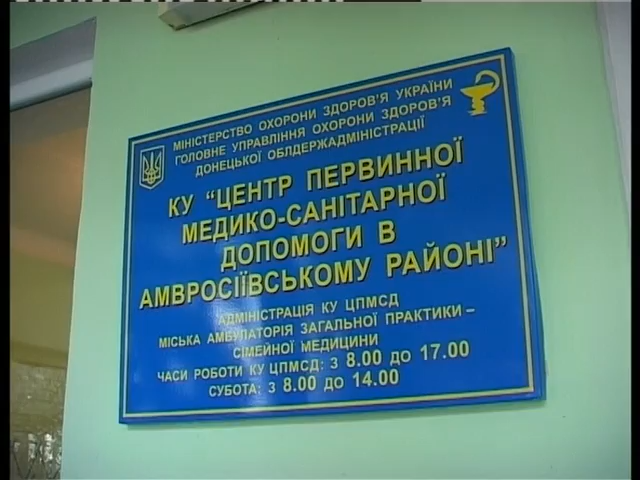 МІНІСТЕРСТВО ОХОРОНИ ЗДОРОВ'Я УКРАЇНИ
ГОЛОВНЕ УПРАВЛІННЯ ОХОРОНИ ЗДОРОВ'Я
ДОНЕЦЬКОЇ ОБЛДЕРЖАДМІНІСТРАЦІЇ
КУ "ЦЕНТР ПЕРВИННОЇ
МЕДИКО-САНІТАРНОЇ
ДОПОМОГИ В
АМВРОСІЇВСЬКОМУ РАЙОНІ"
АДМІНІСТРАЦІЯ КУ ЦПМСД
МІСЬКА АМБУЛАТОРІЯ ЗАГАЛЬНОЇ ПРАКТИКИ –
СІМЕЙНОЇ МЕДИЦИНИ
ЧАСИ РОБОТИ КУ ЦПМСД: З 8.00 ДО 17.00
СУБОТА: З 8.00 ДО 14.00